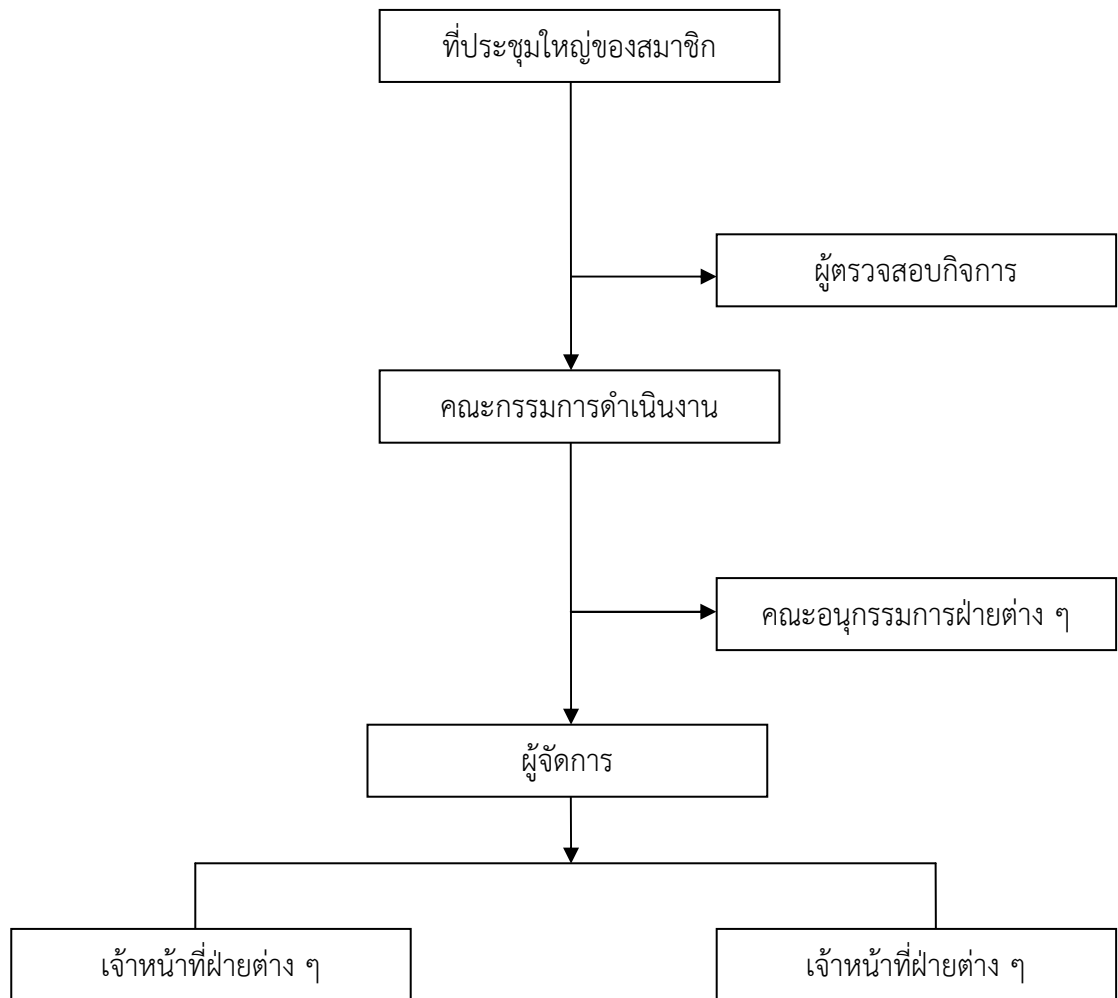 ที่ประชุมใหญ่ของสมาชิก
ผู้ตรวจสอบกิจการ
คณะกรรมการดำเนินงาน
คณะอนุกรรมการฝ่ายต่าง ๆ
ผู้จัดการ
เจ้าหน้าที่ฝ่ายต่าง ๆ
เจ้าหน้าที่ฝ่ายต่าง ๆ